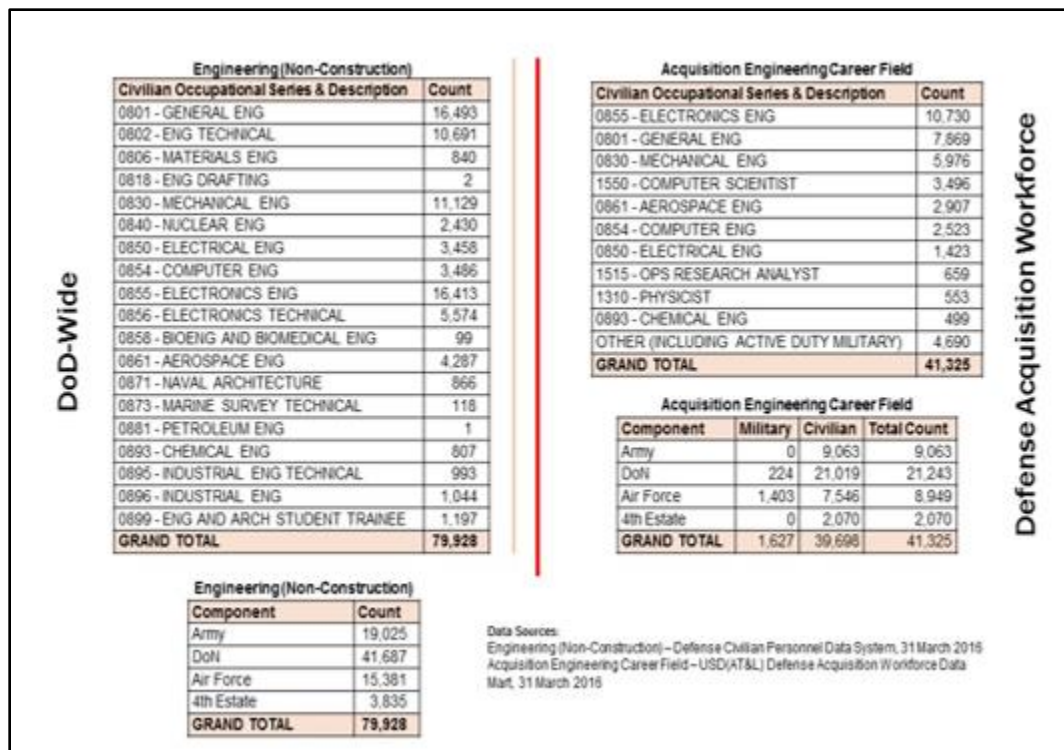 DoD-Wide
Engineering (Non-Construction)
Civilian Occupational Series & Description Count
0801 - GENERAL ENG 16,493
0802 - ENG TECHNICAL 10,691
0806 - MATERIALS ENG 840
0818 - ENG DRAFTING 2
0830 - MECHANICAL ENG 11,129
0840 - NUCLEAR ENG 2,430
0850 - ELECTRICAL ENG 3,458
0854 - COMPUTER ENG 3,486
0855 - ELECTRONICS ENG 16,413
0856 - ELECTRONICS TECHNICAL 5,574
0858 - BIOENG AND BIOMEDICAL ENG 99
0861 - AEROSPACE ENG 4,287
0871 - NAVAL ARCHITECTURE 866
0873 - MARINE SURVEY TECHNICAL 118
0881 - PETROLEUM ENG 1
0893 - CHEMICAL ENG 807
0895 - INDUSTRIAL ENG TECHNICAL 993
0896 - INDUSTRIAL ENG 1,044
0899 - ENG AND ARCH STUDENT TRAINEE 1,197
GRAND TOTAL 79,928
Engineering (Non-Construction)
Component Count
Army 19,025
DoN 41,687
Air Force 15,381
4th Estate 3,835
GRAND TOTAL 79,928
Acquisition Engineering Career Field
Civilian Occupational Series & Description Count
0855 - ELECTRONICS ENG 10,730
0801 - GENERAL ENG 7,869
0830 - MECHANICAL ENG 5,976
1550 - COMPUTER SCIENTIST 3,496
0861 - AEROSPACE ENG 2,907
0854 - COMPUTER ENG 2,523
0850 - ELECTRICAL ENG 1,423
1515 - OPS RESEARCH ANALYST 659
1310 - PHYSICIST 553
0893 - CHEMICAL ENG 499
OTHER (INCLUDING ACTIVE DUTY MILITARY) 4,690
GRAND TOTAL 41,325
Acquisition Engineering Career Field
Component Military Civilian Total Count
Army 0 9,063 9,063
DoN 224 21,019 21,243
Air Force 1,403 7,546 8,949
4th Estate 0 2,070 2,070
GRAND TOTAL 1,627 39,698 41,325
Defense Acquisition Workforce
Data Sources:
Engineering (Non-Construction) – Defense Civilian Personnel Data System, 31 March 2016
Acquisition Engineering Career Field – USD(AT&L) Defense Acquisition Workforce Data
Mart, 31 March 2016